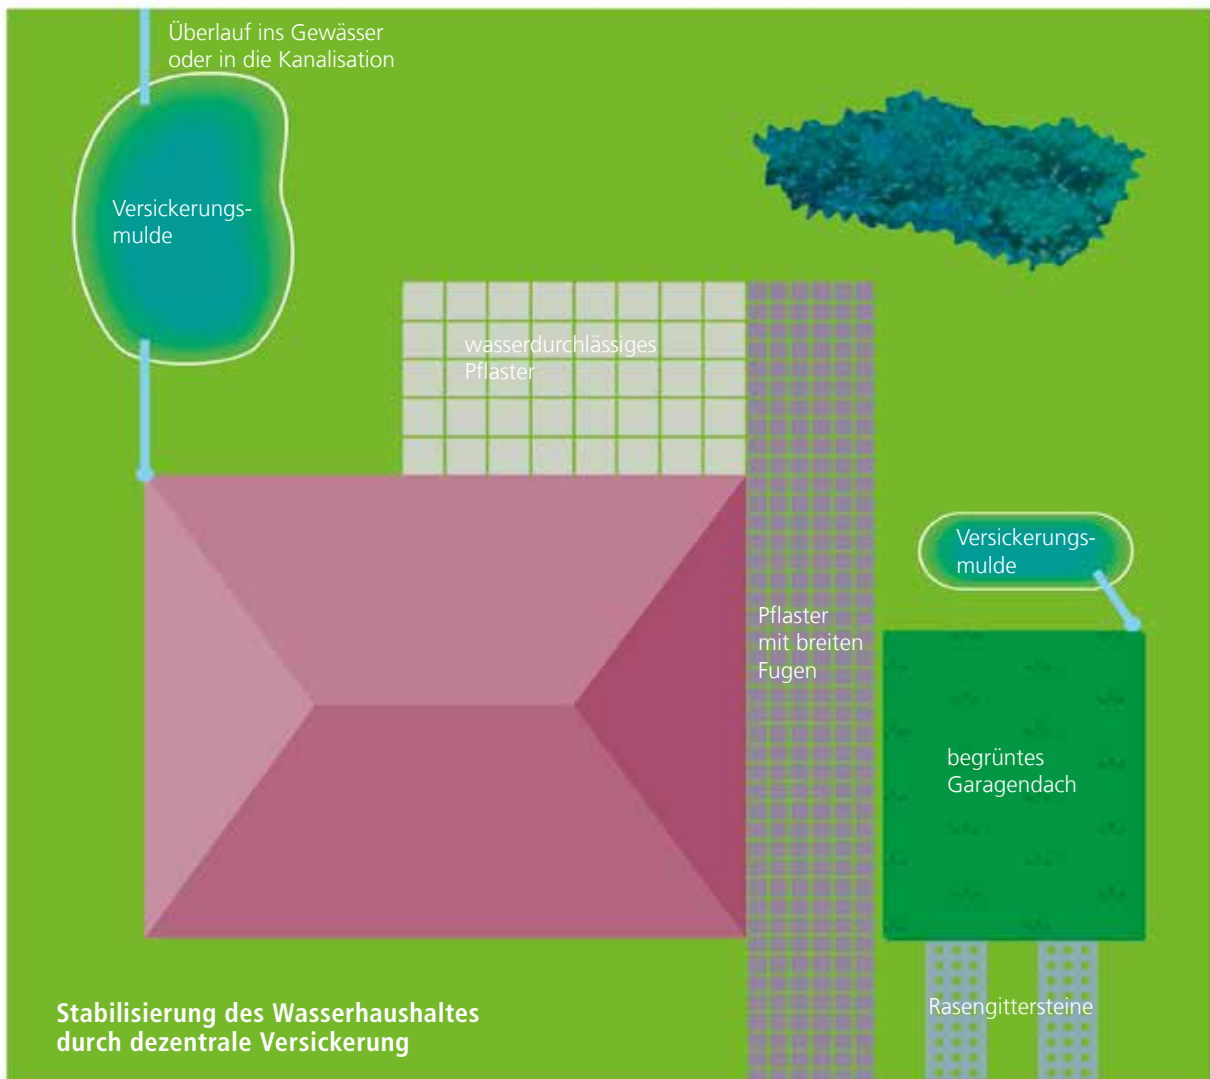 Überlauf ins Gewässer
oder in die Kanalisation
Versickerungs-
mulde
wasserdurchlässiges
Pflaster
Versickerungs-
mulde
Pflaster
mit breiten
Fugen
begrüntes
Garagendach
Rasengittersteine
Stabilisierung des Wasserhaushaltes
durch dezentrale Versickerung